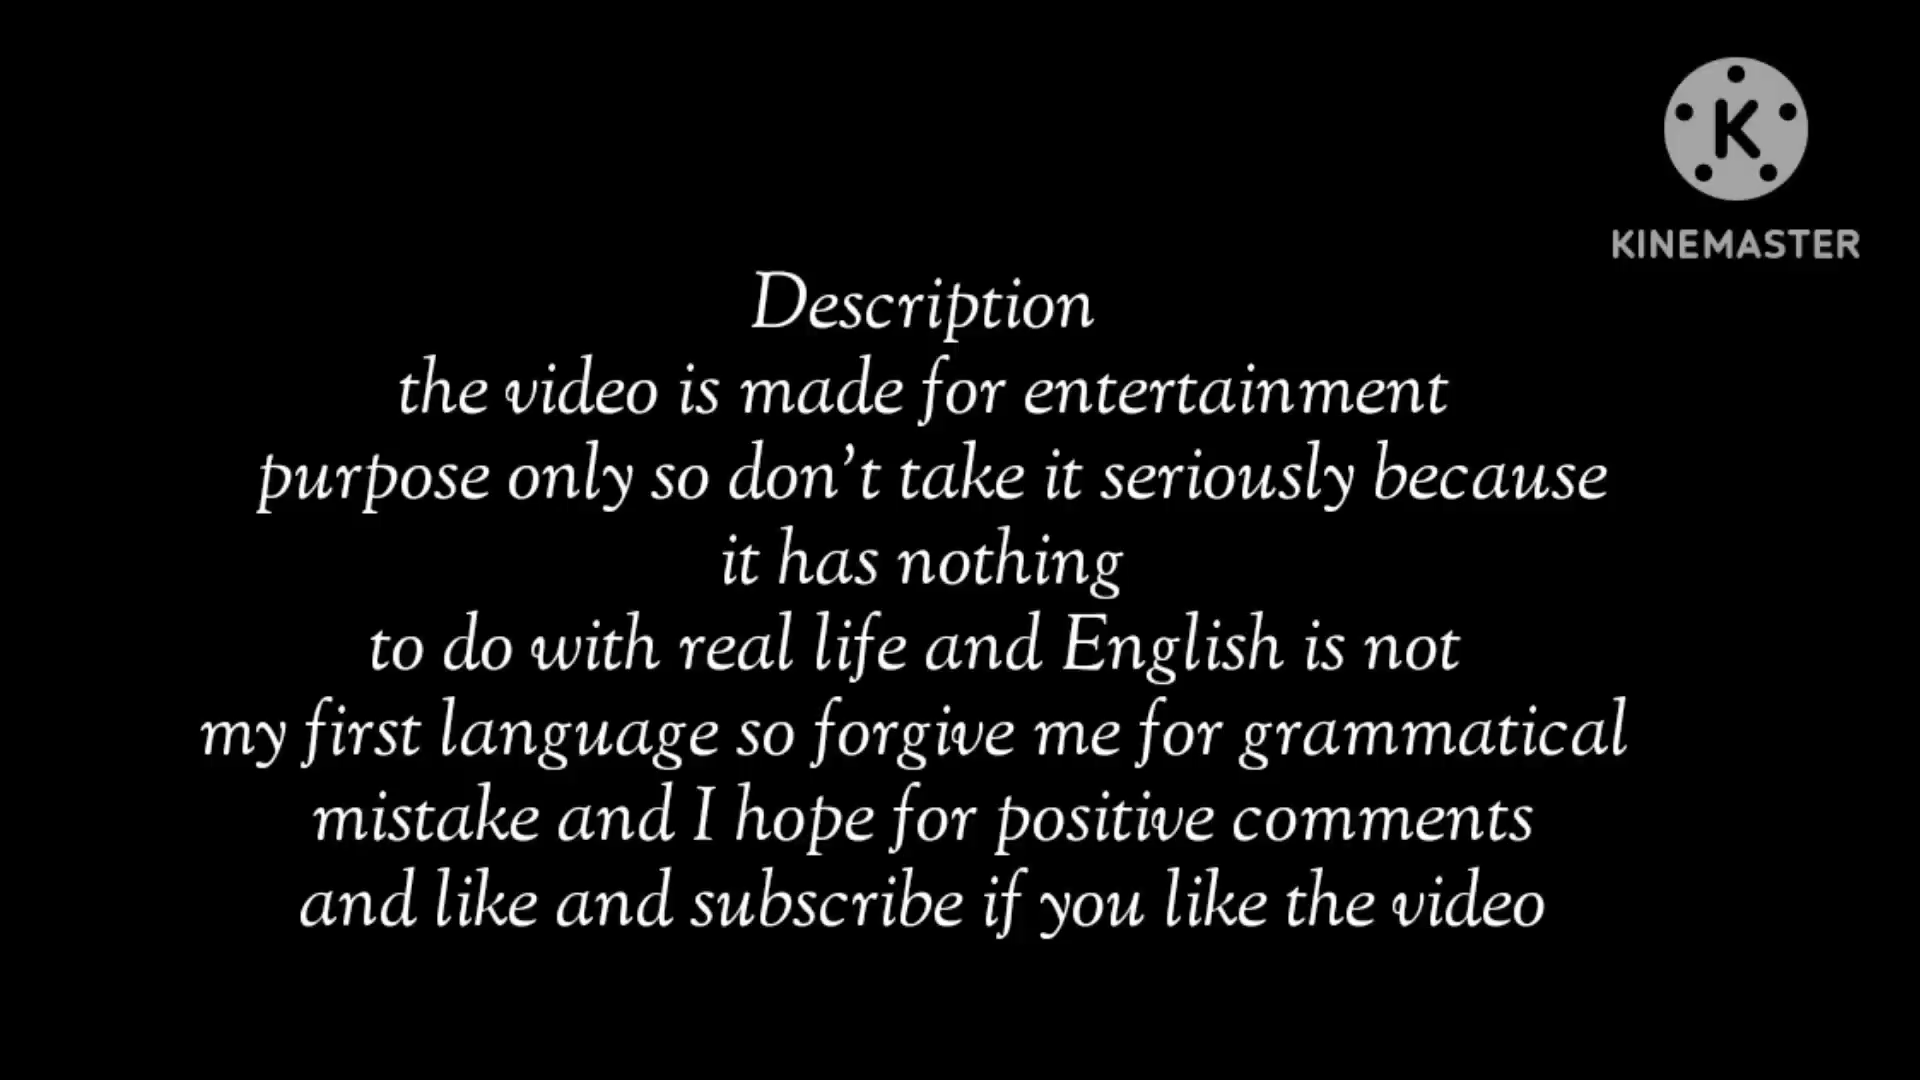 K
KINEMASTER
Description
the video is made for entertainment
purpose only so don't take it seriously because
it has nothing
to do with real life and English is not
my first language so forgive me for grammatical
mistake and I hope for positive comments
and like and subscribe if you like the video